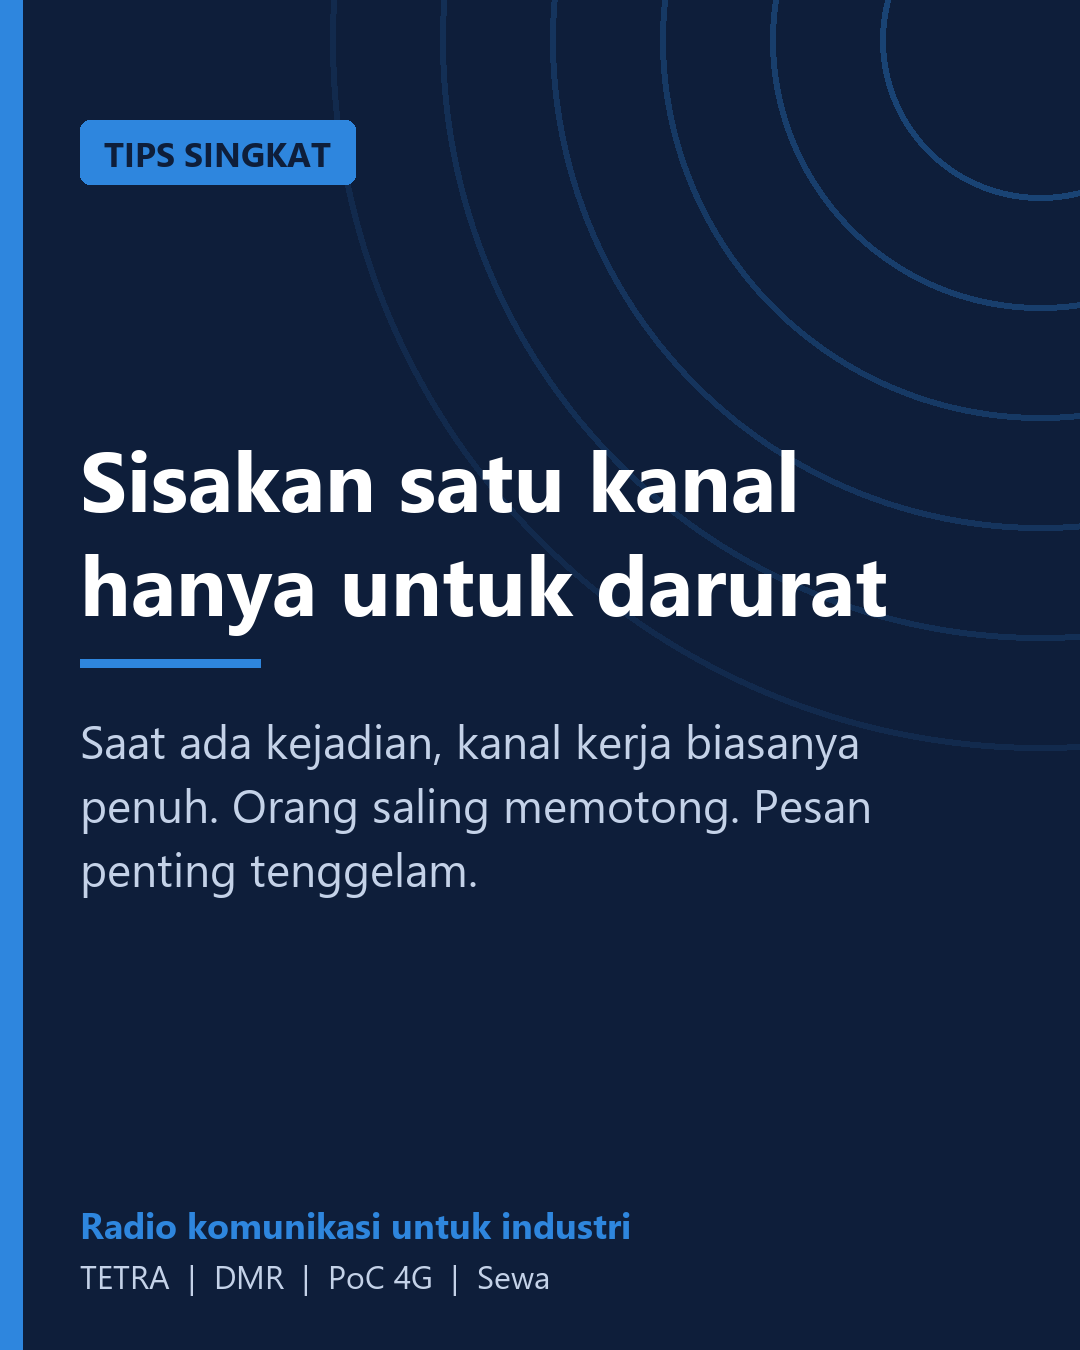 TIPS SINGKAT
Sisakan satu kanal
hanya untuk darurat
Saat ada kejadian, kanal kerja biasanya
penuh. Orang saling memotong. Pesan
penting tenggelam.
Radio komunikasi untuk industri
TETRA | DMR | PoC 4G | Sewa